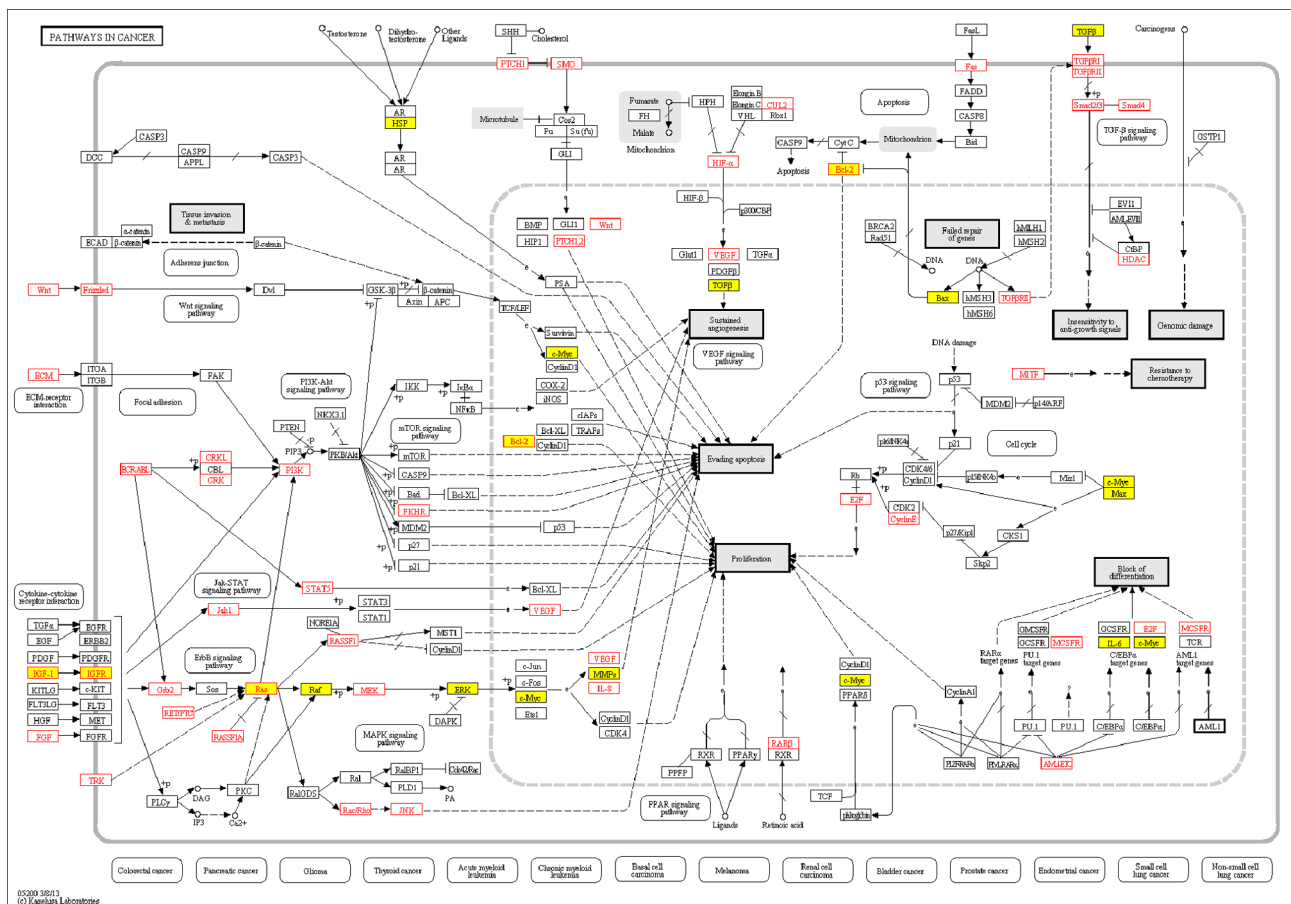 PATHWAYS IN CANCER
Testosterone
Dihydro-
testosterone
Other
Ligands
SHH
Cholesterol
FasL
TGFβ
Carcinogens
PTCH1
SMO
Fas
TGFβRI
TGFβRII
+p
Smad2/3
Smad4
TGF-β signaling
pathway
GSTP1
AR
HSP
AR
AR
Microtubule
Cos2
Fu
Su(fu)
GLI
Fumarate
FH
Malate
Mitochondrion
HPH
Elongin B
Elongin C
CUL2
VHL
Rbx1
Apoptosis
FADD
CASP8
Bid
Mitochondrion
CytC
CASP9
Apoptosis
Bcl-2
HIF-α
DCC
CASP3
CASP9
APPL
CASP3
Tissue invasion
& metastasis
ECAD
α-catenin
β-catenin
β-catenin
Adherens junction
e
HIF-β
p300/CBP
e
BMP
GLI1
Wnt
HIP1
PTCH1,2
Glut1
VEGF
TGFα
PDGFβ
TGFβ
BRCA2
Rad51
DNA
Failed repair
of genes
hMLH1
hMSH2
DNA
Bax
hMSH3
hMSH6
TGFβRII
EVI1
AML1-EVI1
CtBP
HDAC
e
e
Wnt
Frizzled
Dvl
GSK-3β
+p
β-catenin
Axin
APC
+p
Wnt signaling
pathway
TCF/LEF
e
PSA
e
Survivin
c-Myc
CyclinD1
Sustained
angiogenesis
VEGF signaling
pathway
Insensitivity to
anti-growth signals
Genomic damage
ECM
ITGA
ITGB
FAK
ECM-receptor
interaction
Focal adhesion
PI3K-Akt
signaling pathway
IKK
+p
IκBα
NFκB
e
COX-2
iNOS
DNA damage
p53
p53 signaling
pathway
MDM2
p14/ARF
MITF
e
Resistance to
chemotherapy
PTEN
NKX3.1
-p
PIP3
PKB/Akt
mTOR signaling
pathway
mTOR
cIAPs
Bcl-XL
TRAFs
Bcl-2
CyclinD1
p21
Cell cycle
BCRABL
+p
CRKL
CBL
CRK
PI3K
+p
CASP9
Bad
Bcl-XL
FKHR
MDM2
p53
+p
p27
+p
p21
Evading apoptosis
p16/INK4a
CDK4/6
CyclinD1
p15/INK4b
e
Miz1
c-Myc
Max
e
Rb
+p
+p
E2F
e
CDK2
CyclinE
p27/Kip1
CKS1
Skp2
Proliferation
Block of
differentiation
Jak-STAT
signaling pathway
STAT5
e
Bcl-XL
Jak1
STAT3
STAT1
e
VEGF
Cytokine-cytokine
receptor interaction
NORE1A
RASSF1
MST1
CyclinD1
TGFα
EGFR
EGF
ERBB2
PDGF
PDGFR
IGF-1
IGFR
KITLG
c-KIT
FLT3LG
FLT3
HGF
MET
FGF
FGFR
TRK
ErbB signaling
pathway
Grb2
Sos
Ras
Raf
+p
MEK
+p
ERK
+p
DAPK
RET/PTC
RASSF1A
MAPK signaling
pathway
c-Jun
c-Fos
c-Myc
Ets1
e
VEGF
MMPs
IL-8
CyclinD1
CDK4
GMCSFR
GCSFR
MCSFR
RARα
target genes
PU.1
target genes
GCSFR
E2F
IL-6
c-Myc
C/EBPα
target genes
MCSFR
TCR
AML1
target genes
CyclinD1
c-Myc
PPARδ
e
CyclinA1
e
e
?
PU.1
PU.1
C/EBPα
C/EBPα
AML1
PLZF-RARα
PML-RARα
RXR
PPARγ
PPFP
RARβ
RXR
Ligands
Retinoic acid
PPAR signaling
pathway
TCF
+p
PLCγ
DAG
IP3
Ca2+
PKC
RalGDS
Ral
RalBP1
Cdc42/Rac
PLD1
PA
Rac/Rho
JNK
Colorectal cancer
Pancreatic cancer
Glioma
Thyroid cancer
Acute myeloid
leukemia
Chronic myeloid
leukemia
Basal cell
carcinoma
Melanoma
Renal cell
carcinoma
Bladder cancer
Prostate cancer
Endometrial cancer
Small cell
lung cancer
Non-small cell
lung cancer
05200 3/8/13
(c) Kanehisa Laboratories